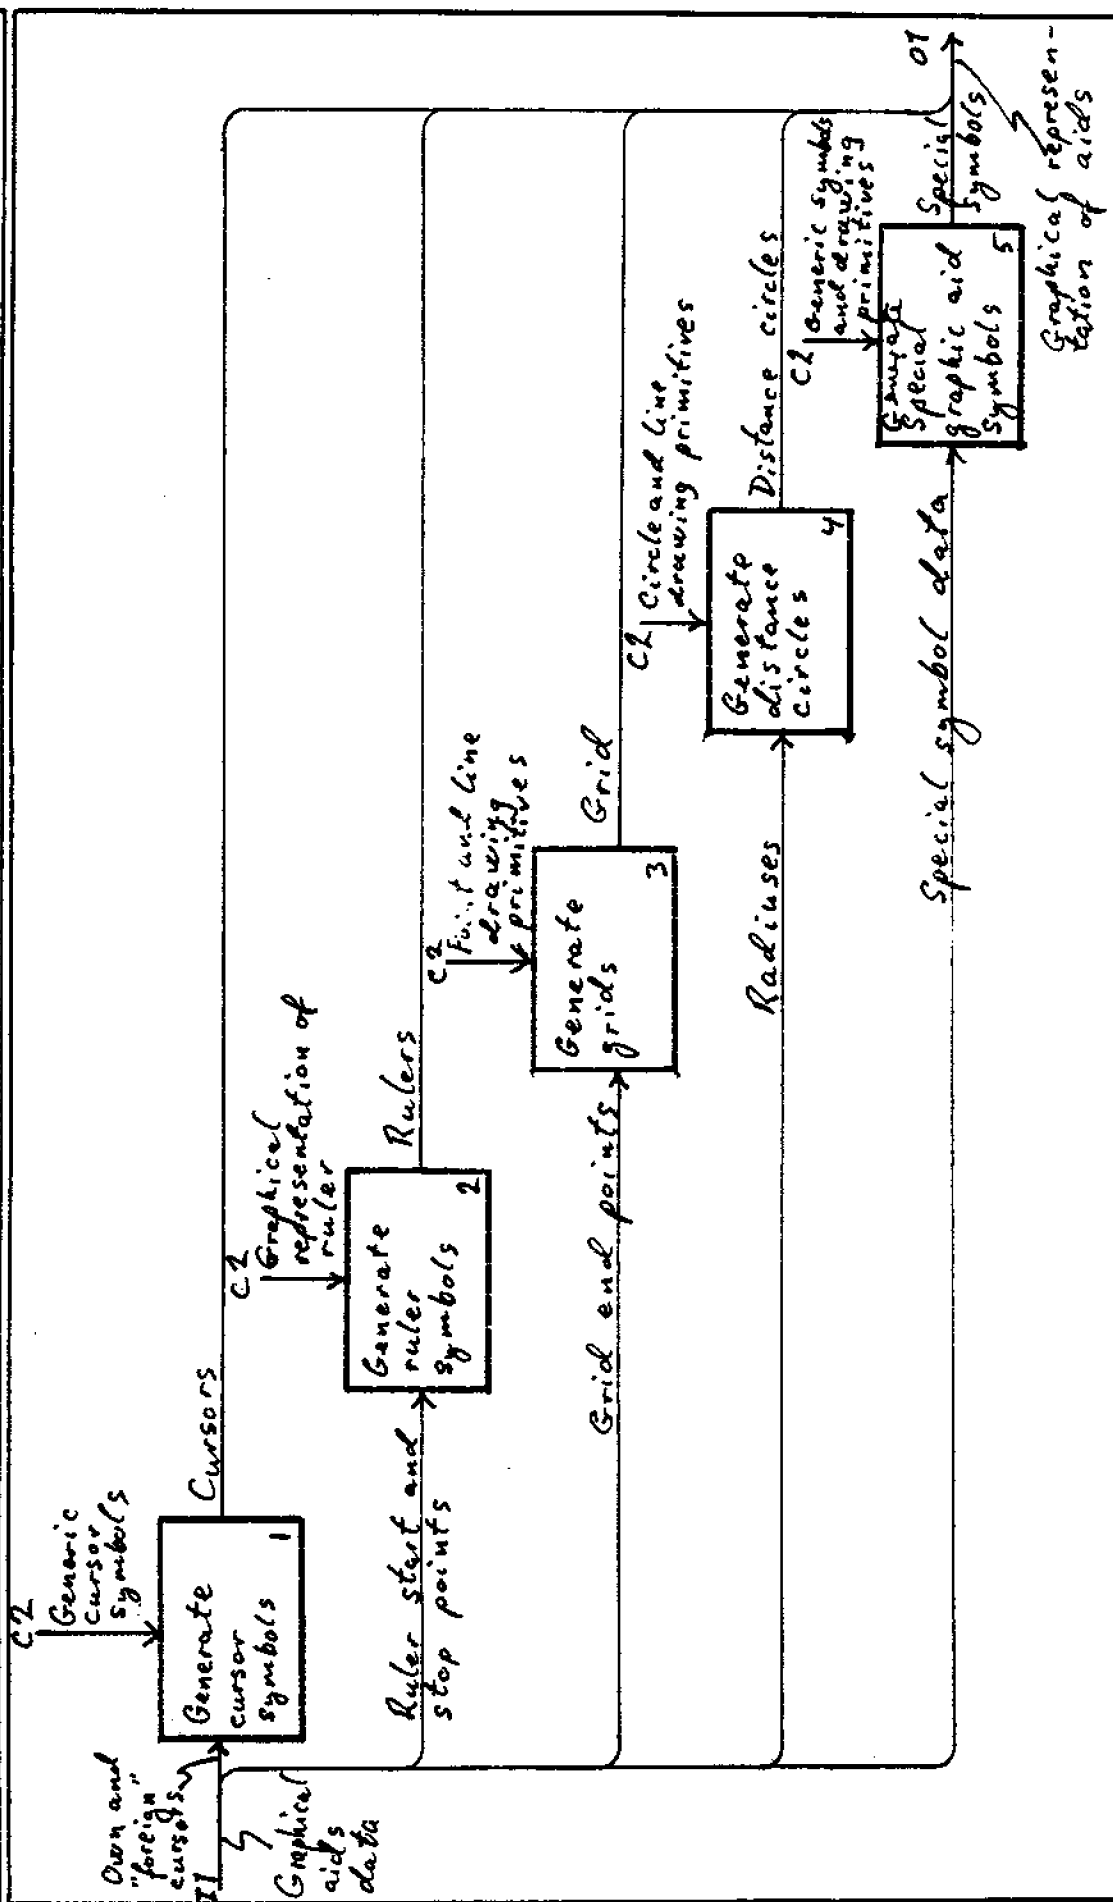 C2
Generic
cursor
symbols
Own and
"foreign"
cursors
I1
Graphical
aids
data
Generate
cursor
symbols
1
Cursors
C2
Graphical
representation of
ruler
Ruler start and
stop points
Generate
ruler
symbols
2
Rulers
C2
Point and line
drawing
primitives
Grid end points
Generate
grids
3
Grid
C2
Circle and line
drawing primitives
Radiuses
Generate
distance
circles
4
Distance circles
C2
Generic symbols
and drawing
primitives
Special symbol data
Generate
special
graphic aid
symbols
5
Special
symbols
O1
Graphical represen-
tation of aids